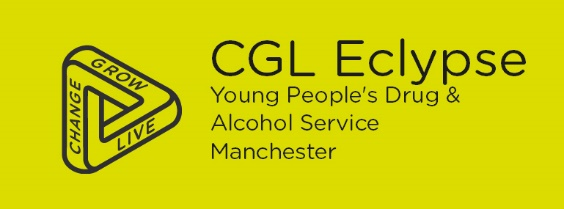 CHANGE
GROW
LIVE
CGL Eclypse
Young People's Drug &
Alcohol Service
Manchester